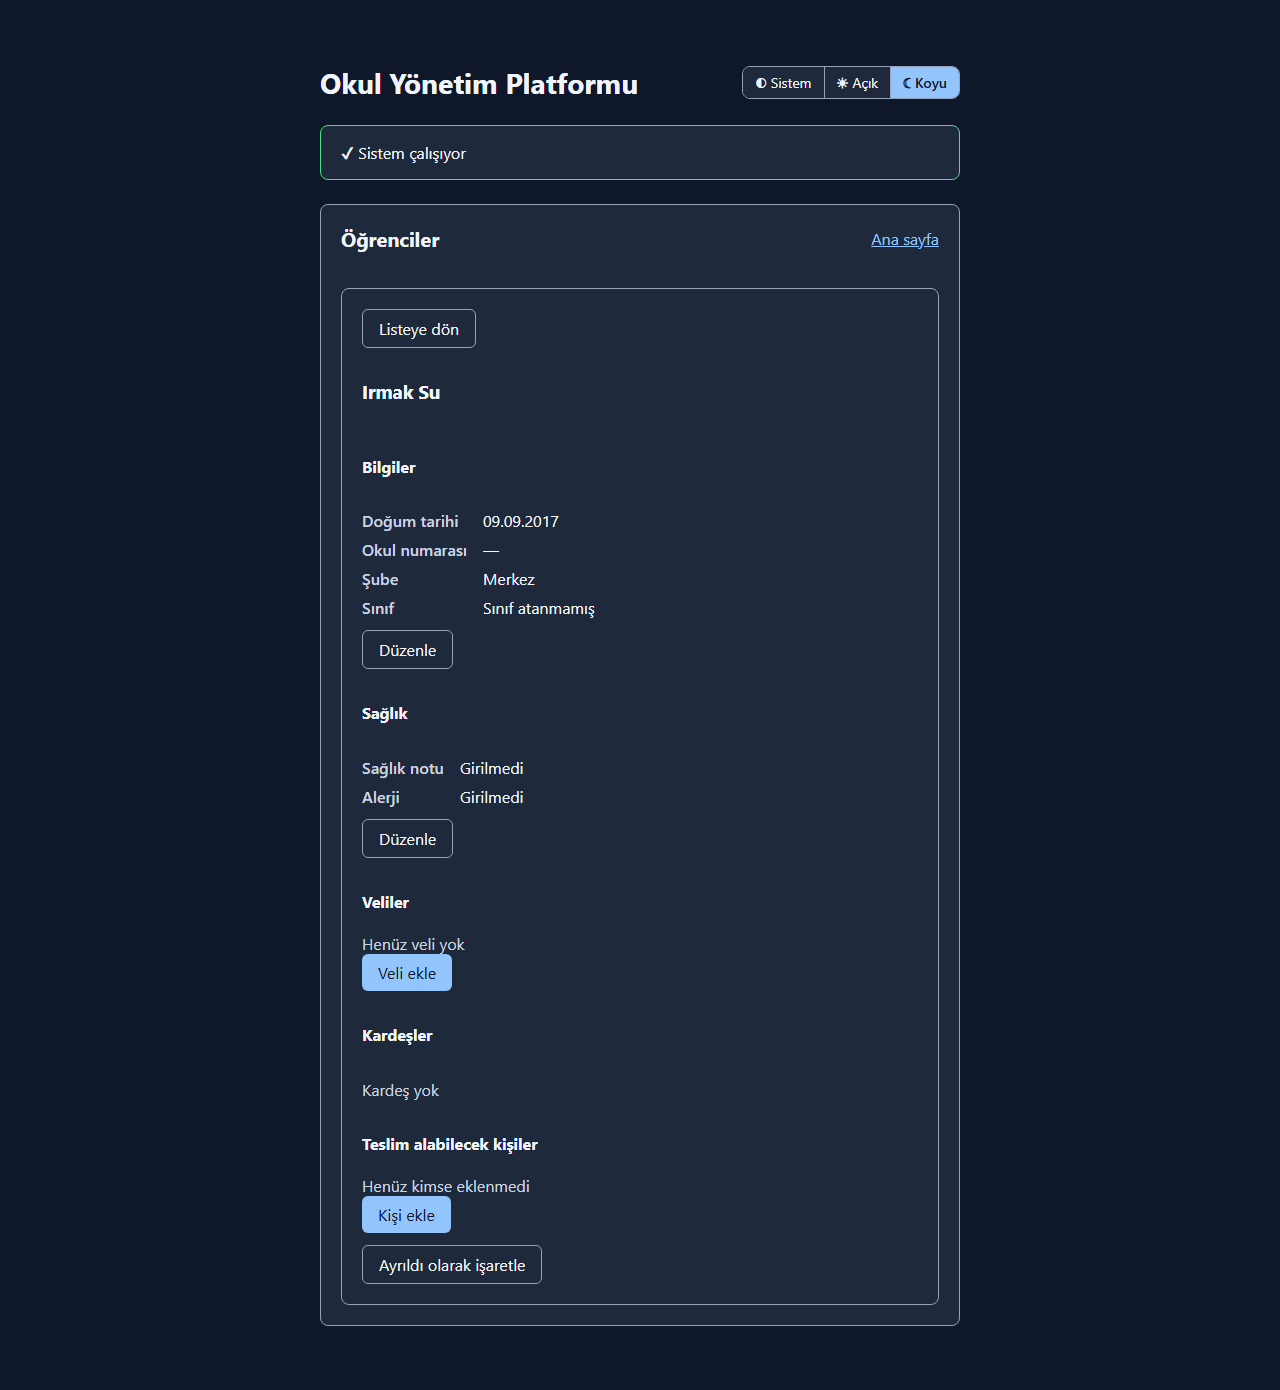 Okul Yönetim Platformu
◐ Sistem ☀ Açık ☾ Koyu
✓ Sistem çalışıyor
Öğrenciler Ana sayfa
Listeye dön
Irmak Su
Bilgiler
Doğum tarihi 09.09.2017
Okul numarası —
Şube Merkez
Sınıf Sınıf atanmamış
Düzenle
Sağlık
Sağlık notu Girilmedi
Alerji Girilmedi
Düzenle
Veliler
Henüz veli yok
Veli ekle
Kardeşler
Kardeş yok
Teslim alabilecek kişiler
Henüz kimse eklenmedi
Kişi ekle
Ayrıldı olarak işaretle